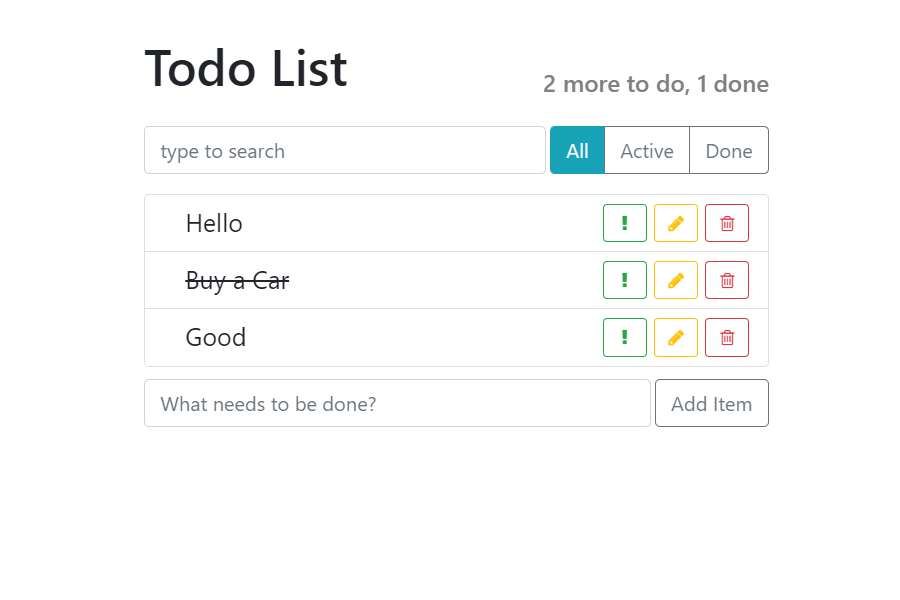 Todo List
2 more to do, 1 done
type to search
All Active Done
Hello
Buy a Car
Good
What needs to be done? Add Item